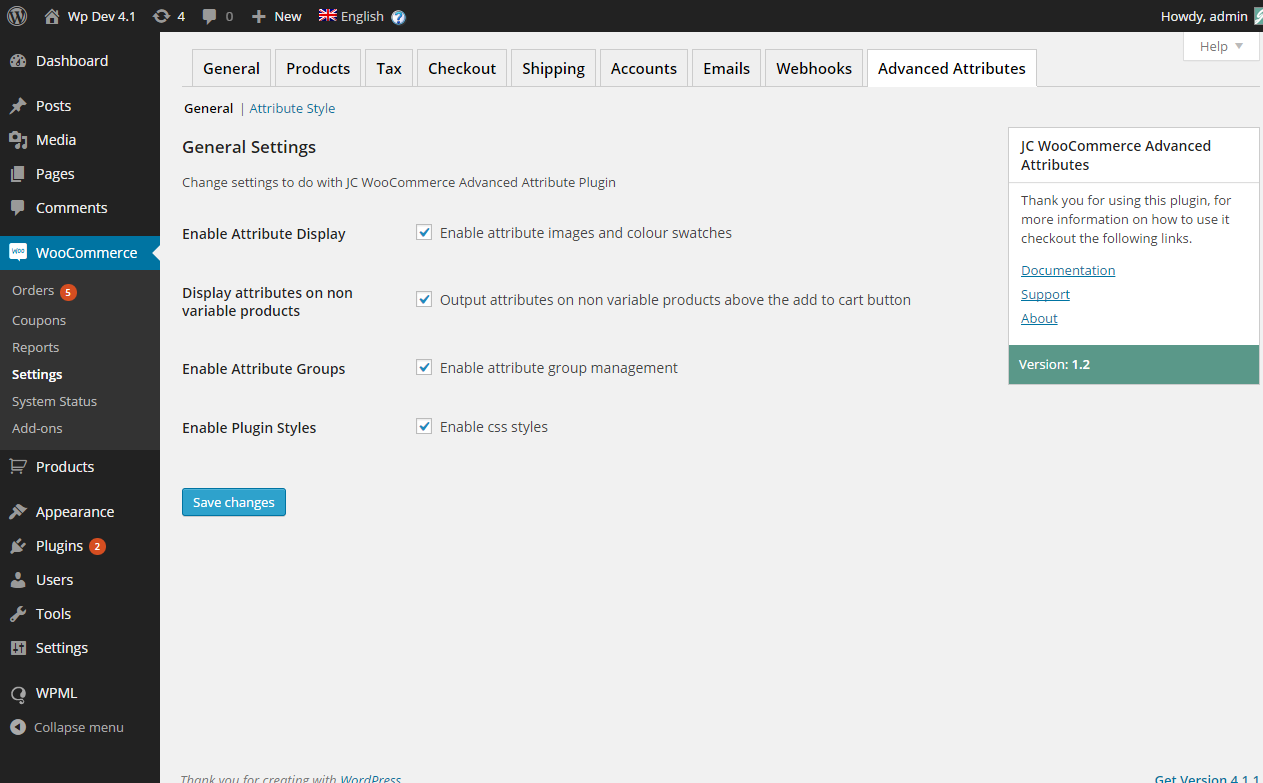 Wp Dev 4.1 4 0 New English Howdy, admin
Help
Dashboard
Posts
Media
Pages
Comments
WooCommerce
Orders 5
Coupons
Reports
Settings
System Status
Add-ons
Products
Appearance
Plugins 2
Users
Tools
Settings
WPML
Collapse menu
General Products Tax Checkout Shipping Accounts Emails Webhooks Advanced Attributes
General | Attribute Style
General Settings
Change settings to do with JC WooCommerce Advanced Attribute Plugin
Enable Attribute Display Enable attribute images and colour swatches
Display attributes on non
variable products
Output attributes on non variable products above the add to cart button
Enable Attribute Groups Enable attribute group management
Enable Plugin Styles Enable css styles
Save changes
JC WooCommerce Advanced
Attributes
Thank you for using this plugin, for
more information on how to use it
checkout the following links.
Documentation
Support
About
Version: 1.2
Thank you for creating with WordPress
Get Version 4.1.1